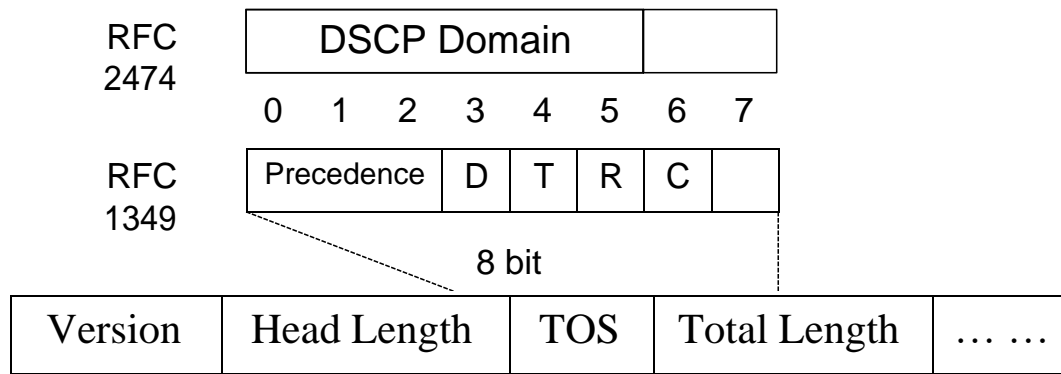 RFC
2474
DSCP Domain
0 1 2 3 4 5 6 7
RFC
1349
Precedence D T R C
8 bit
Version Head Length TOS Total Length … …